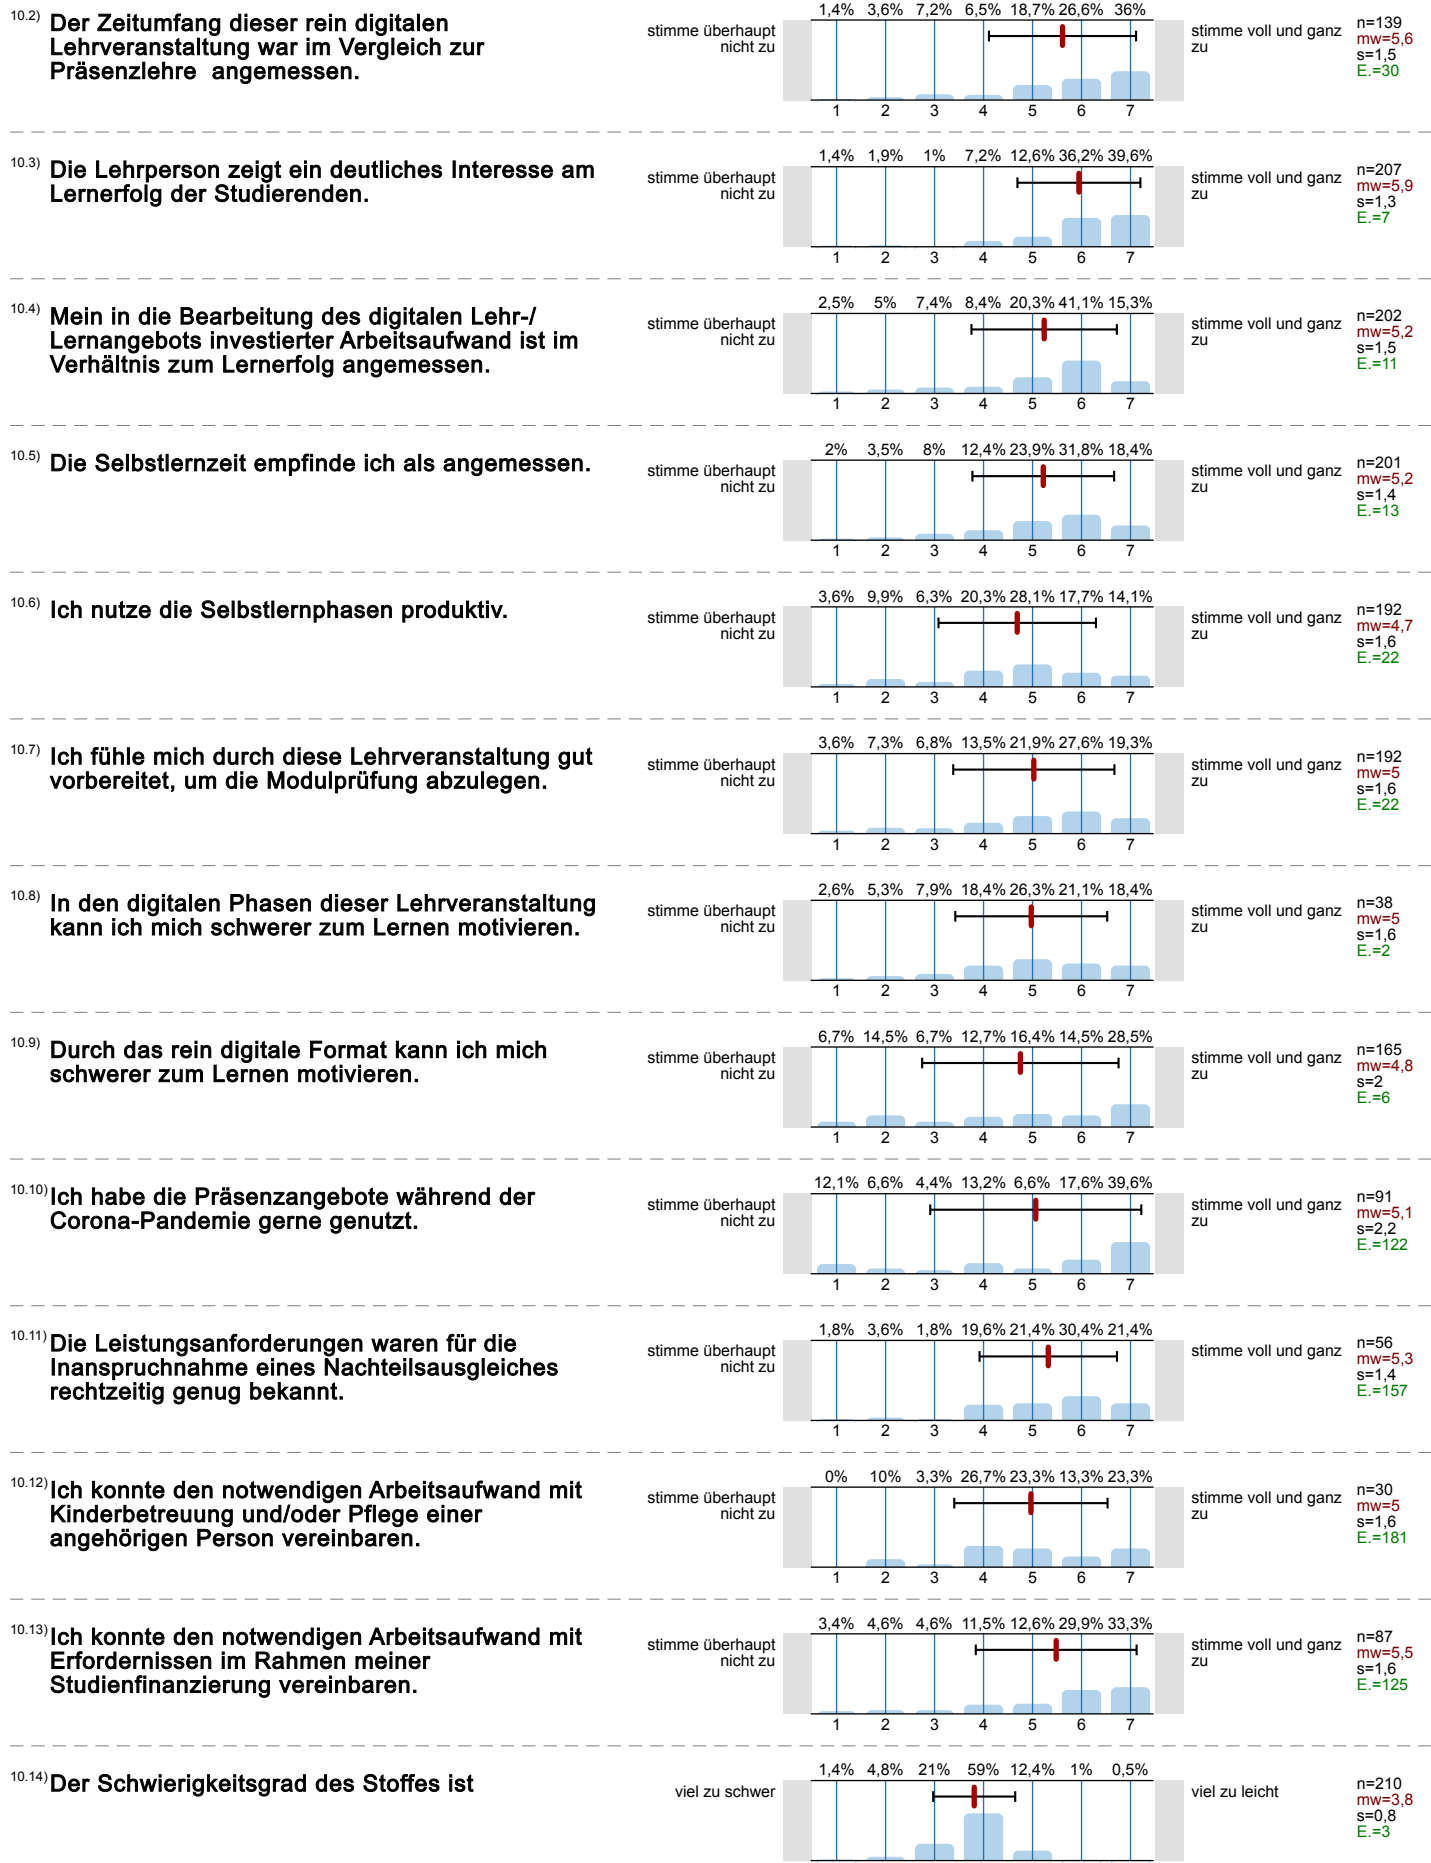 10.2) Der Zeitumfang dieser rein digitalen
Lehrveranstaltung war im Vergleich zur
Präsenzlehre angemessen.
stimme überhaupt
nicht zu
1,4% 3,6% 7,2% 6,5% 18,7% 26,6% 36%
1 2 3 4 5 6 7
stimme voll und ganz
zu
n=139
mw=5,6
s=1,5
E.=30
10.3) Die Lehrperson zeigt ein deutliches Interesse am
Lernerfolg der Studierenden.
stimme überhaupt
nicht zu
1,4% 1,9% 1% 7,2% 12,6% 36,2% 39,6%
1 2 3 4 5 6 7
stimme voll und ganz
zu
n=207
mw=5,9
s=1,3
E.=7
10.4) Mein in die Bearbeitung des digitalen Lehr-/
Lernangebots investierter Arbeitsaufwand ist im
Verhältnis zum Lernerfolg angemessen.
stimme überhaupt
nicht zu
2,5% 5% 7,4% 8,4% 20,3% 41,1% 15,3%
1 2 3 4 5 6 7
stimme voll und ganz
zu
n=202
mw=5,2
s=1,5
E.=11
10.5) Die Selbstlernzeit empfinde ich als angemessen.
stimme überhaupt
nicht zu
2% 3,5% 8% 12,4% 23,9% 31,8% 18,4%
1 2 3 4 5 6 7
stimme voll und ganz
zu
n=201
mw=5,2
s=1,4
E.=13
10.6) Ich nutze die Selbstlernphasen produktiv.
stimme überhaupt
nicht zu
3,6% 9,9% 6,3% 20,3% 28,1% 17,7% 14,1%
1 2 3 4 5 6 7
stimme voll und ganz
zu
n=192
mw=4,7
s=1,6
E.=22
10.7) Ich fühle mich durch diese Lehrveranstaltung gut
vorbereitet, um die Modulprüfung abzulegen.
stimme überhaupt
nicht zu
3,6% 7,3% 6,8% 13,5% 21,9% 27,6% 19,3%
1 2 3 4 5 6 7
stimme voll und ganz
zu
n=192
mw=5
s=1,6
E.=22
10.8) In den digitalen Phasen dieser Lehrveranstaltung
kann ich mich schwerer zum Lernen motivieren.
stimme überhaupt
nicht zu
2,6% 5,3% 7,9% 18,4% 26,3% 21,1% 18,4%
1 2 3 4 5 6 7
stimme voll und ganz
zu
n=38
mw=5
s=1,6
E.=2
10.9) Durch das rein digitale Format kann ich mich
schwerer zum Lernen motivieren.
stimme überhaupt
nicht zu
6,7% 14,5% 6,7% 12,7% 16,4% 14,5% 28,5%
1 2 3 4 5 6 7
stimme voll und ganz
zu
n=165
mw=4,8
s=2
E.=6
10.10) Ich habe die Präsenzangebote während der
Corona-Pandemie gerne genutzt.
stimme überhaupt
nicht zu
12,1% 6,6% 4,4% 13,2% 6,6% 17,6% 39,6%
1 2 3 4 5 6 7
stimme voll und ganz
zu
n=91
mw=5,1
s=2,2
E.=122
10.11) Die Leistungsanforderungen waren für die
Inanspruchnahme eines Nachteilsausgleiches
rechtzeitig genug bekannt.
stimme überhaupt
nicht zu
1,8% 3,6% 1,8% 19,6% 21,4% 30,4% 21,4%
1 2 3 4 5 6 7
stimme voll und ganz
n=56
mw=5,3
s=1,4
E.=157
10.12) Ich konnte den notwendigen Arbeitsaufwand mit
Kinderbetreuung und/oder Pflege einer
angehörigen Person vereinbaren.
stimme überhaupt
nicht zu
0% 10% 3,3% 26,7% 23,3% 13,3% 23,3%
1 2 3 4 5 6 7
stimme voll und ganz
zu
n=30
mw=5
s=1,6
E.=181
10.13) Ich konnte den notwendigen Arbeitsaufwand mit
Erfordernissen im Rahmen meiner
Studienfinanzierung vereinbaren.
stimme überhaupt
nicht zu
3,4% 4,6% 4,6% 11,5% 12,6% 29,9% 33,3%
1 2 3 4 5 6 7
stimme voll und ganz
zu
n=87
mw=5,5
s=1,6
E.=125
10.14) Der Schwierigkeitsgrad des Stoffes ist
viel zu schwer
1,4% 4,8% 21% 59% 12,4% 1% 0,5%
viel zu leicht
n=210
mw=3,8
s=0,8
E.=3